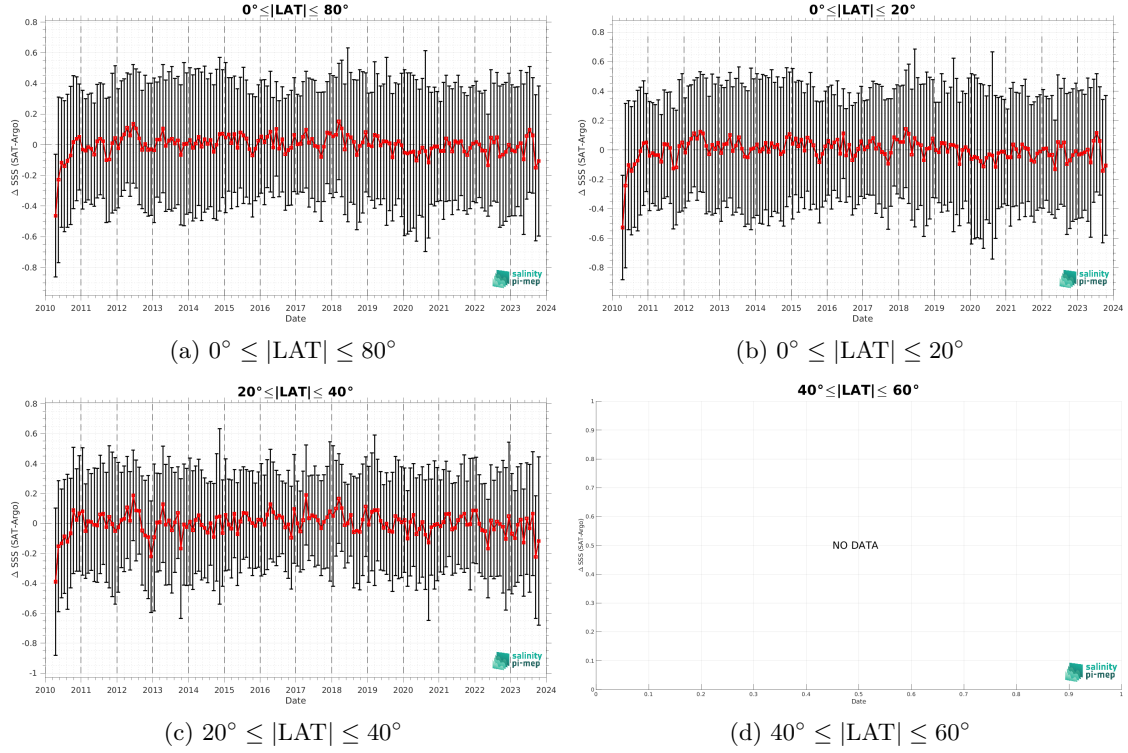 0°≤|LAT|≤ 80°
0.8
0.6
0.4
0.2
0
-0.2
-0.4
-0.6
-0.8
Δ SSS (SAT-Argo)
2010 2011 2012 2013 2014 2015 2016 2017 2018 2019 2020 2021 2022 2023 2024
Date
salinity
pi-mep
(a) 0° ≤ |LAT| ≤ 80°
0°≤|LAT|≤ 20°
0.8
0.6
0.4
0.2
0
-0.2
-0.4
-0.6
-0.8
Δ SSS (SAT-Argo)
2010 2011 2012 2013 2014 2015 2016 2017 2018 2019 2020 2021 2022 2023 2024
Date
salinity
pi-mep
(b) 0° ≤ |LAT| ≤ 20°
20°≤|LAT|≤ 40°
0.8
0.6
0.4
0.2
0
-0.2
-0.4
-0.6
-0.8
-1
Δ SSS (SAT-Argo)
2010 2011 2012 2013 2014 2015 2016 2017 2018 2019 2020 2021 2022 2023 2024
Date
salinity
pi-mep
(c) 20° ≤ |LAT| ≤ 40°
40°≤|LAT|≤ 60°
1
0.9
0.8
0.7
0.6
0.5
0.4
0.3
0.2
0.1
0
Δ SSS (SAT-Argo)
NO DATA
0 0.1 0.2 0.3 0.4 0.5 0.6 0.7 0.8 0.9 1
Date
salinity
pi-mep
(d) 40° ≤ |LAT| ≤ 60°